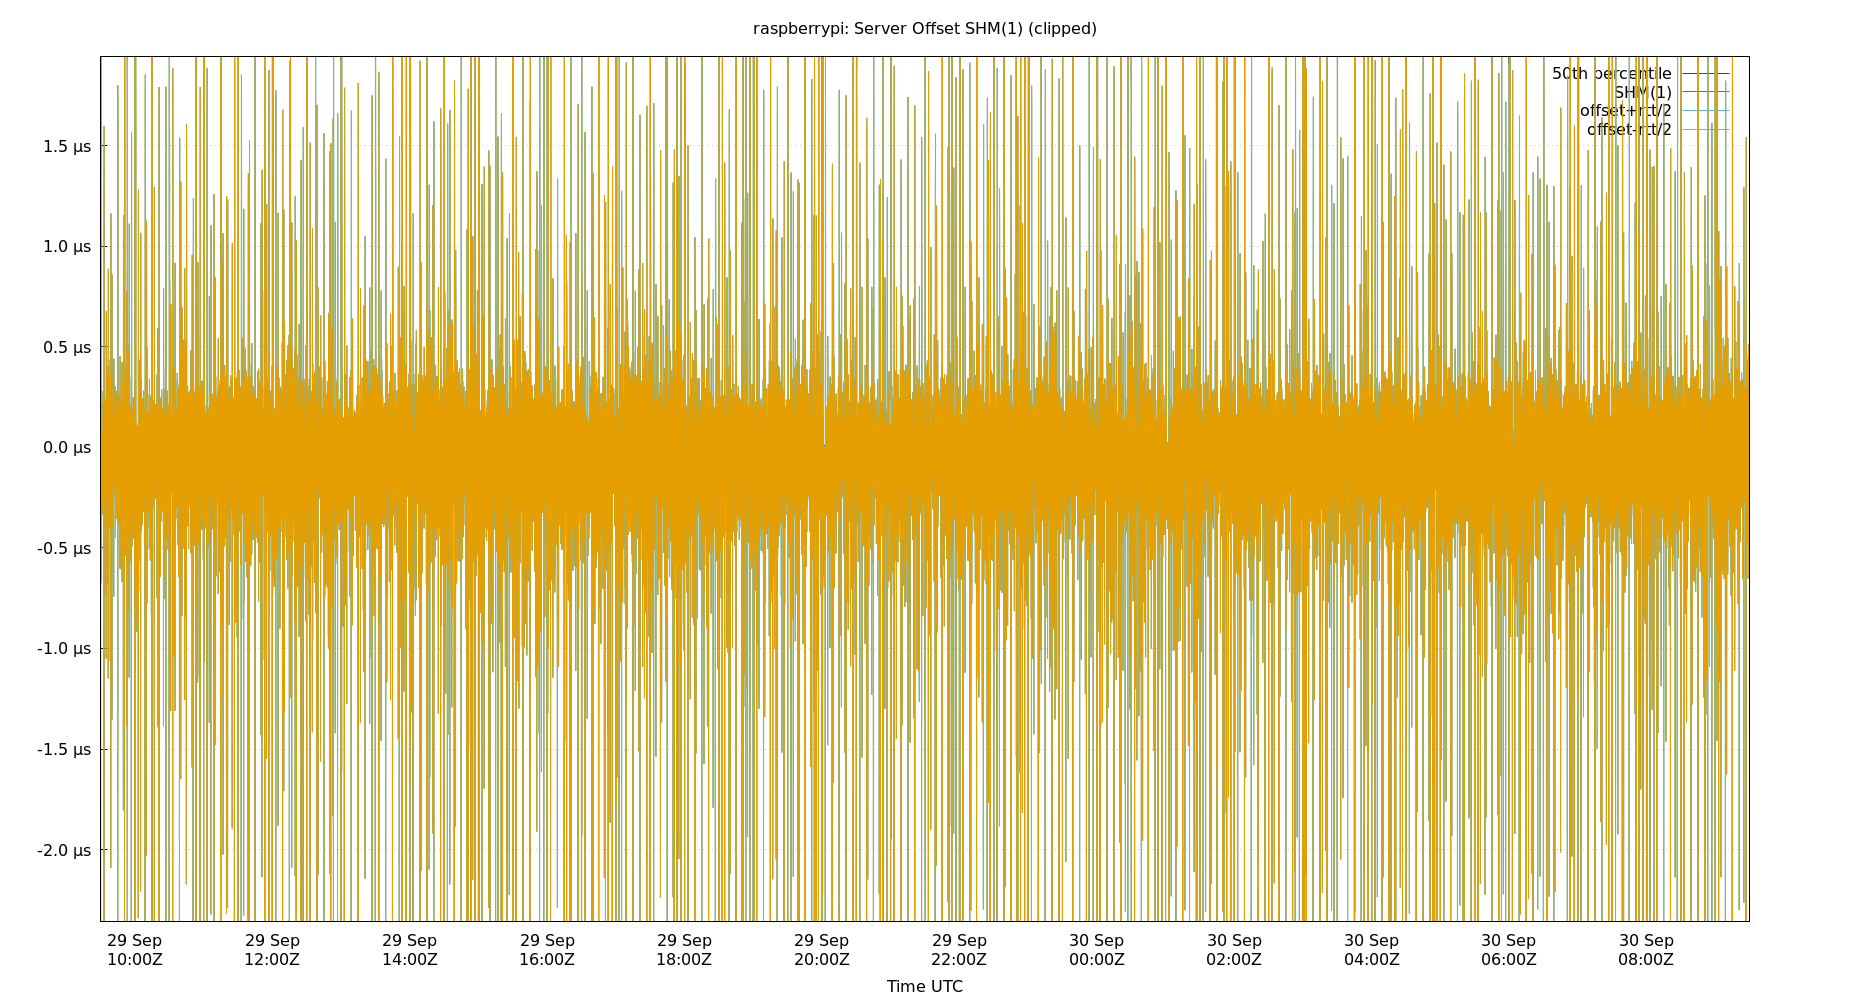 raspberrypi: Server Offset SHM(1) (clipped)
50th percentile
SHM(1)
offset+rtt/2
offset-rtt/2
1.5 µs
1.0 µs
0.5 µs
0.0 µs
-0.5 µs
-1.0 µs
-1.5 µs
-2.0 µs
29 Sep 29 Sep 29 Sep 29 Sep 29 Sep 29 Sep 29 Sep 30 Sep 30 Sep 30 Sep 30 Sep 30 Sep
10:00Z 12:00Z 14:00Z 16:00Z 18:00Z 20:00Z 22:00Z 00:00Z 02:00Z 04:00Z 06:00Z 08:00Z
Time UTC